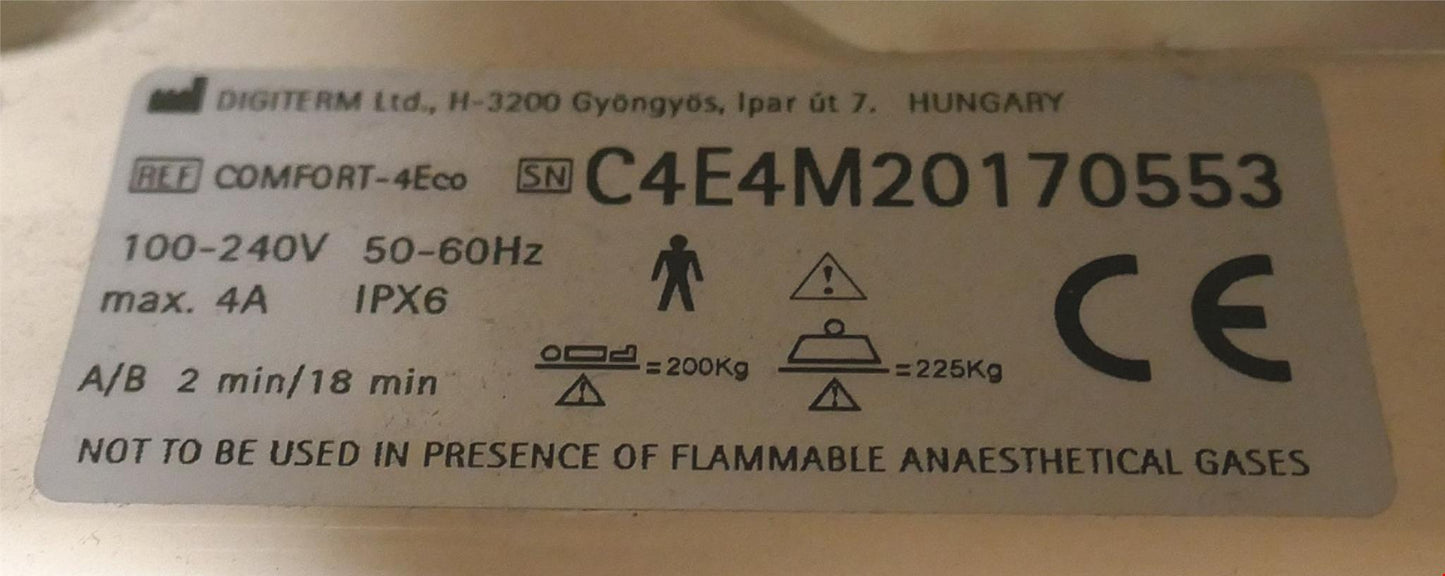 DIGITERM Ltd., H-3200 Gyöngyös, Ipar út 7. HUNGARY
REF COMFORT-4Eco SN C4E4M20170553
100-240V 50-60Hz
max. 4A IPX6
=200Kg =225Kg
CE
A/B 2 min/18 min
NOT TO BE USED IN PRESENCE OF FLAMMABLE ANAESTHETICAL GASES